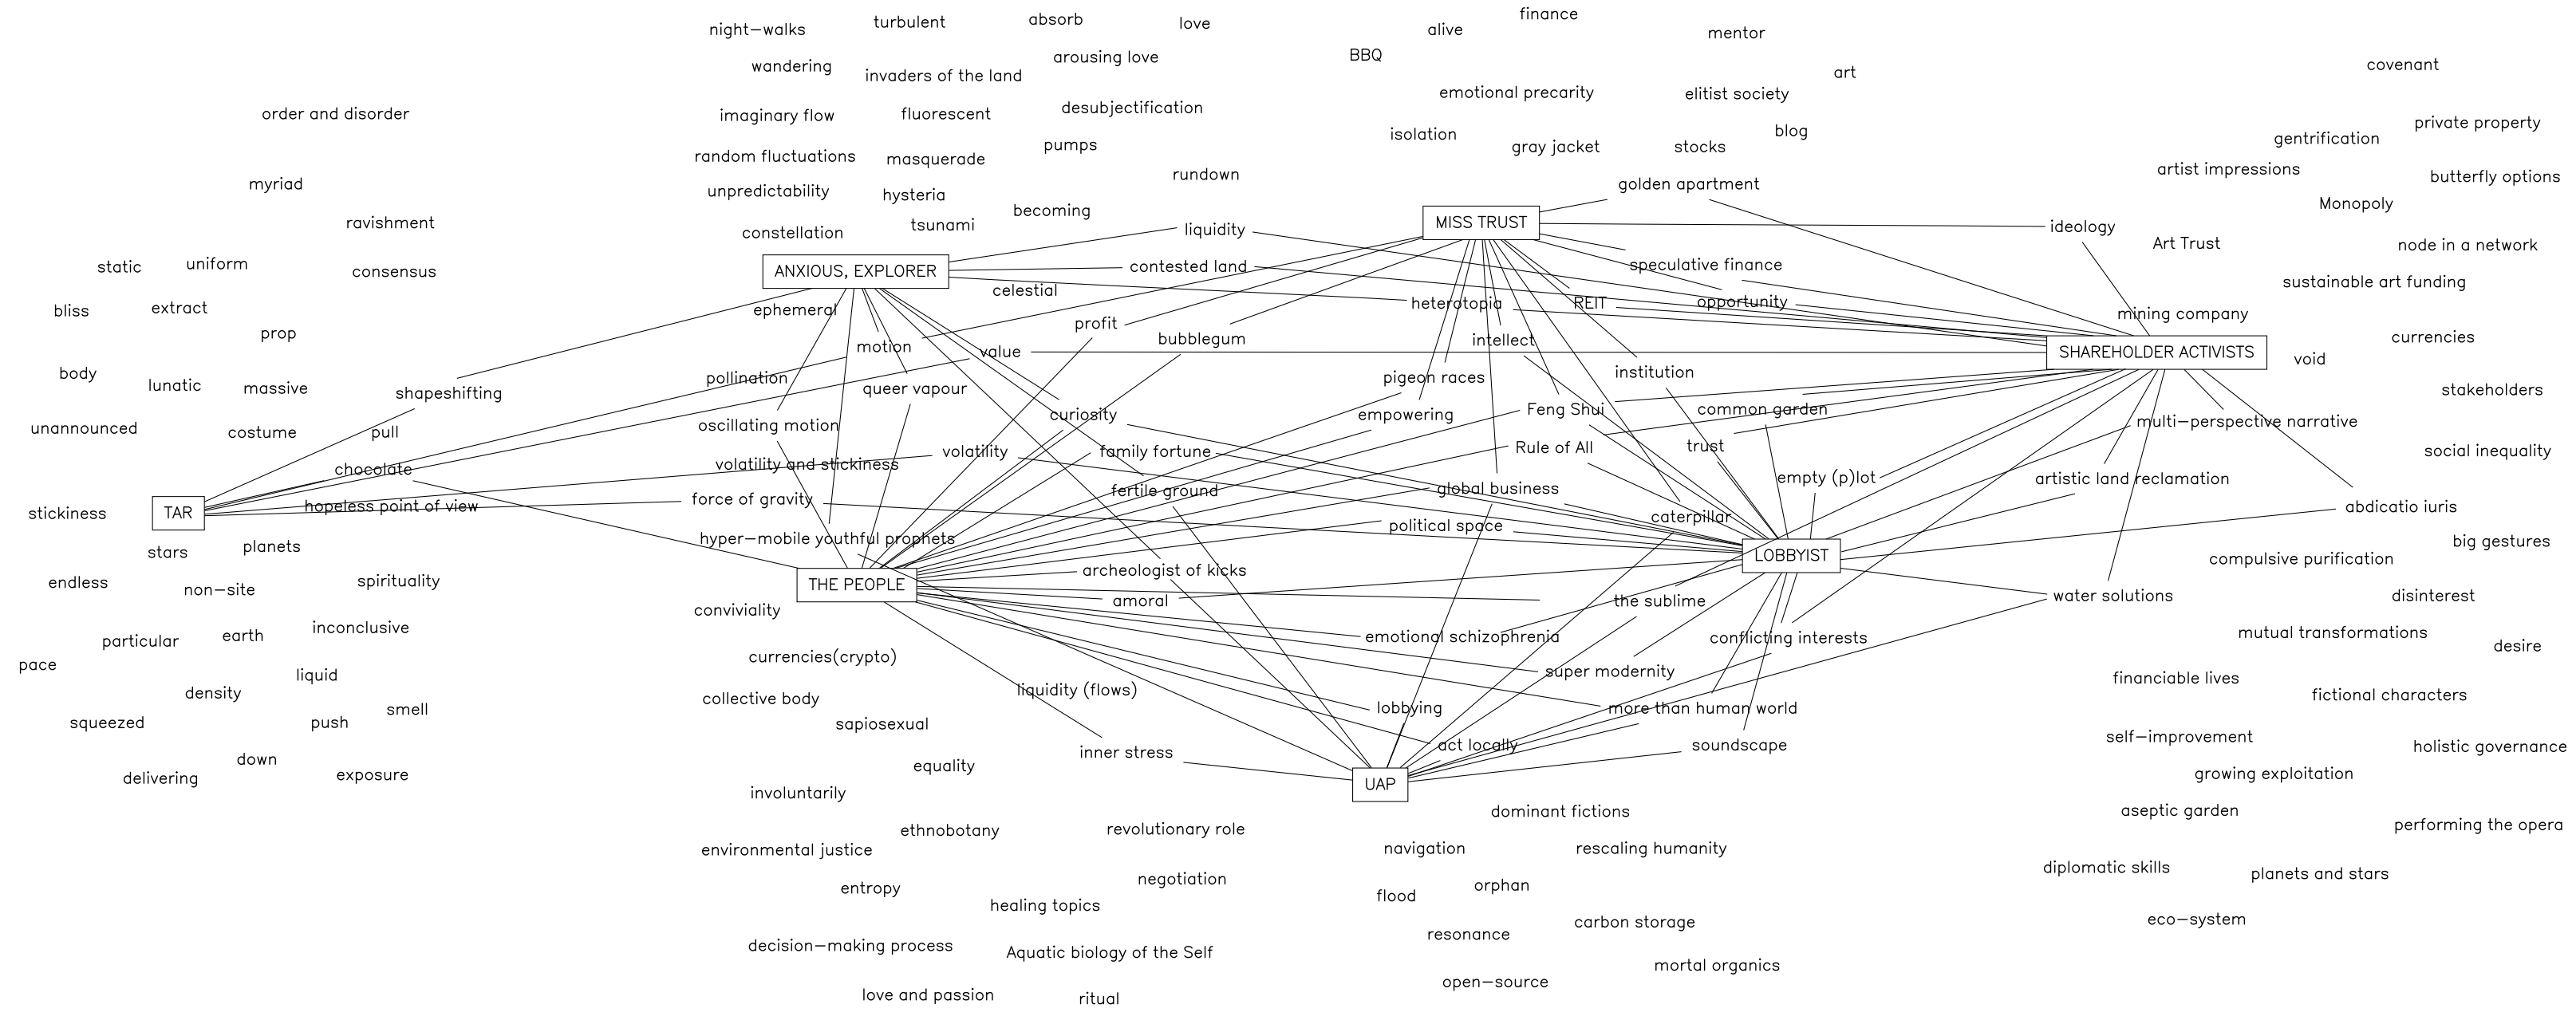 night-walks
turbulent
absorb
love
alive
finance
mentor
wandering
invaders of the land
arousing love
BBQ
art
covenant
order and disorder
imaginary flow
fluorescent
desubjectification
emotional precarity
elitist society
isolation
blog
private property
gentrification
random fluctuations
masquerade
pumps
gray jacket
stocks
artist impressions
butterfly options
myriad
unpredictability
hysteria
rundown
golden apartment
Monopoly
ravishment
constellation
tsunami
becoming
liquidity
MISS TRUST
ideology
Art Trust
node in a network
static
uniform
consensus
ANXIOUS, EXPLORER
contested land
speculative finance
sustainable art funding
bliss
extract
prop
ephemeral
celestial
heterotopia
REIT
opportunity
mining company
profit
motion
value
bubblegum
intellect
SHAREHOLDER ACTIVISTS
void
currencies
body
lunatic
massive
shapeshifting
pollination
queer vapour
pigeon races
institution
stakeholders
unannounced
costume
pull
oscillating motion
curiosity
empowering
Feng Shui
common garden
multi-perspective narrative
chocolate
volatility and stickiness
volatility
family fortune
Rule of All
trust
social inequality
stickiness
TAR
hopeless point of view
force of gravity
fertile ground
global business
empty (p)lot
artistic land reclamation
abdicatio iuris
stars
planets
hyper-mobile youthful prophets
political space
caterpillar
LOBBYIST
compulsive purification
big gestures
endless
non-site
spirituality
THE PEOPLE
archeologist of kicks
amoral
the sublime
water solutions
disinterest
particular
earth
inconclusive
conviviality
emotional schizophrenia
conflicting interests
mutual transformations
desire
pace
density
liquid
currencies(crypto)
collective body
liquidity (flows)
super modernity
financiable lives
fictional characters
squeezed
push
smell
sapiosexual
lobbying
more than human world
delivering
down
exposure
inner stress
act locally
soundscape
self-improvement
holistic governance
equality
UAP
growing exploitation
involuntarily
dominant fictions
aseptic garden
performing the opera
ethnobotany
revolutionary role
environmental justice
navigation
rescaling humanity
diplomatic skills
planets and stars
entropy
negotiation
flood
orphan
healing topics
carbon storage
eco-system
decision-making process
Aquatic biology of the Self
resonance
mortal organics
love and passion
ritual
open-source